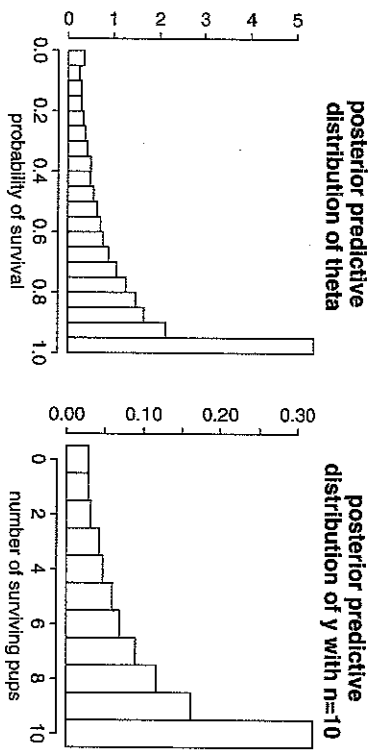 posterior predictive
distribution of theta
0 1 2 3 4 5
0.0 0.2 0.4 0.6 0.8 1.0
probability of survival
posterior predictive
distribution of y with n=10
0.00 0.10 0.20 0.30
0 2 4 6 8 10
number of surviving pups